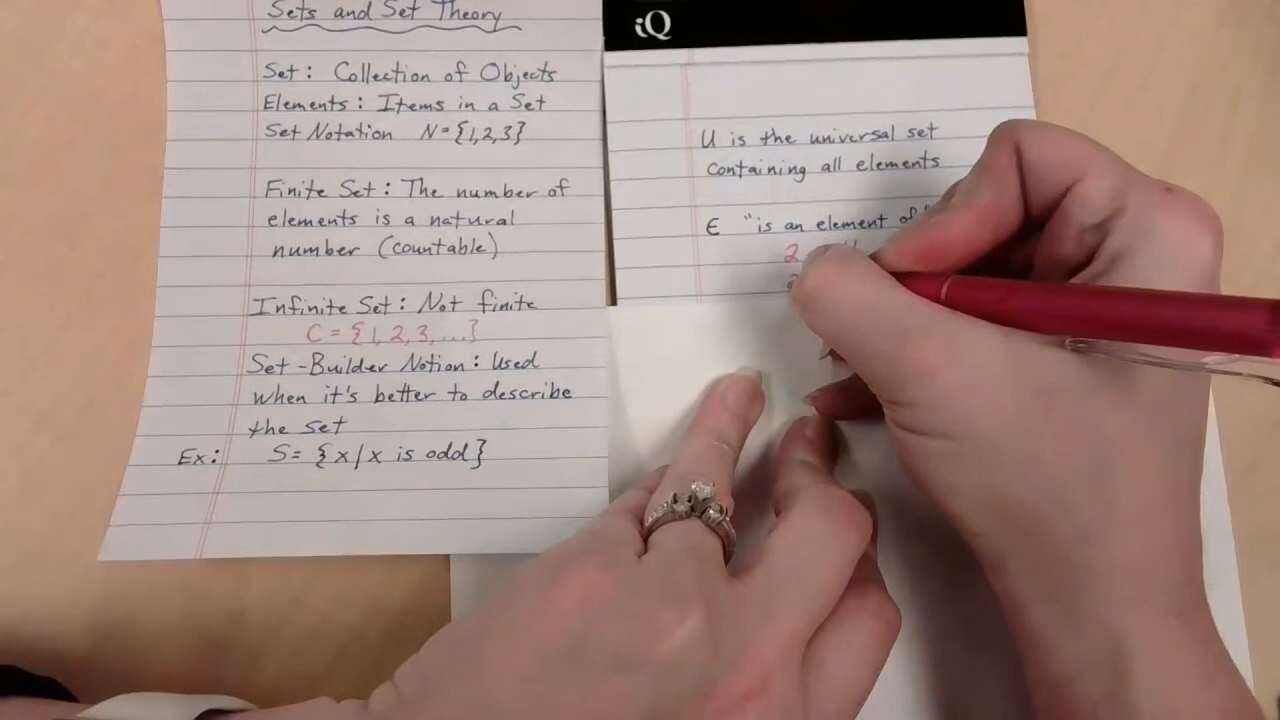 Sets and Set Theory
Set: Collection of Objects
Elements: Items in a Set
Set Notation N={1,2,3}
Finite Set: The number of
elements is a natural
number (countable)
Infinite Set: Not finite
C={1,2,3,...}
Set-Builder Notion: Used
when it's better to describe
the set
Ex: S={x/x is odd}
iQ
U is the universal set
containing all elements
∈ "is an element of"
2